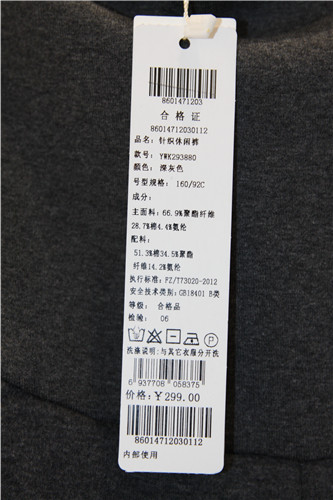 8601471203
合格证
86014712030112
品名：针织休闲裤
款号：YWK293880
颜色：深灰色
号型规格：160/92C
成分：
主面料：66.9%聚酯纤维
28.7%棉4.4%氨纶
配料：
51.3%棉34.5%聚酯
纤维14.2%氨纶
执行标准：FZ/T73020-2012
安全技术类别：GB18401 B类
等级：合格品
检验：06
洗涤说明：与其它衣服分开洗
6 937708 058375
价格：￥299.00
86014712030112
内部使用